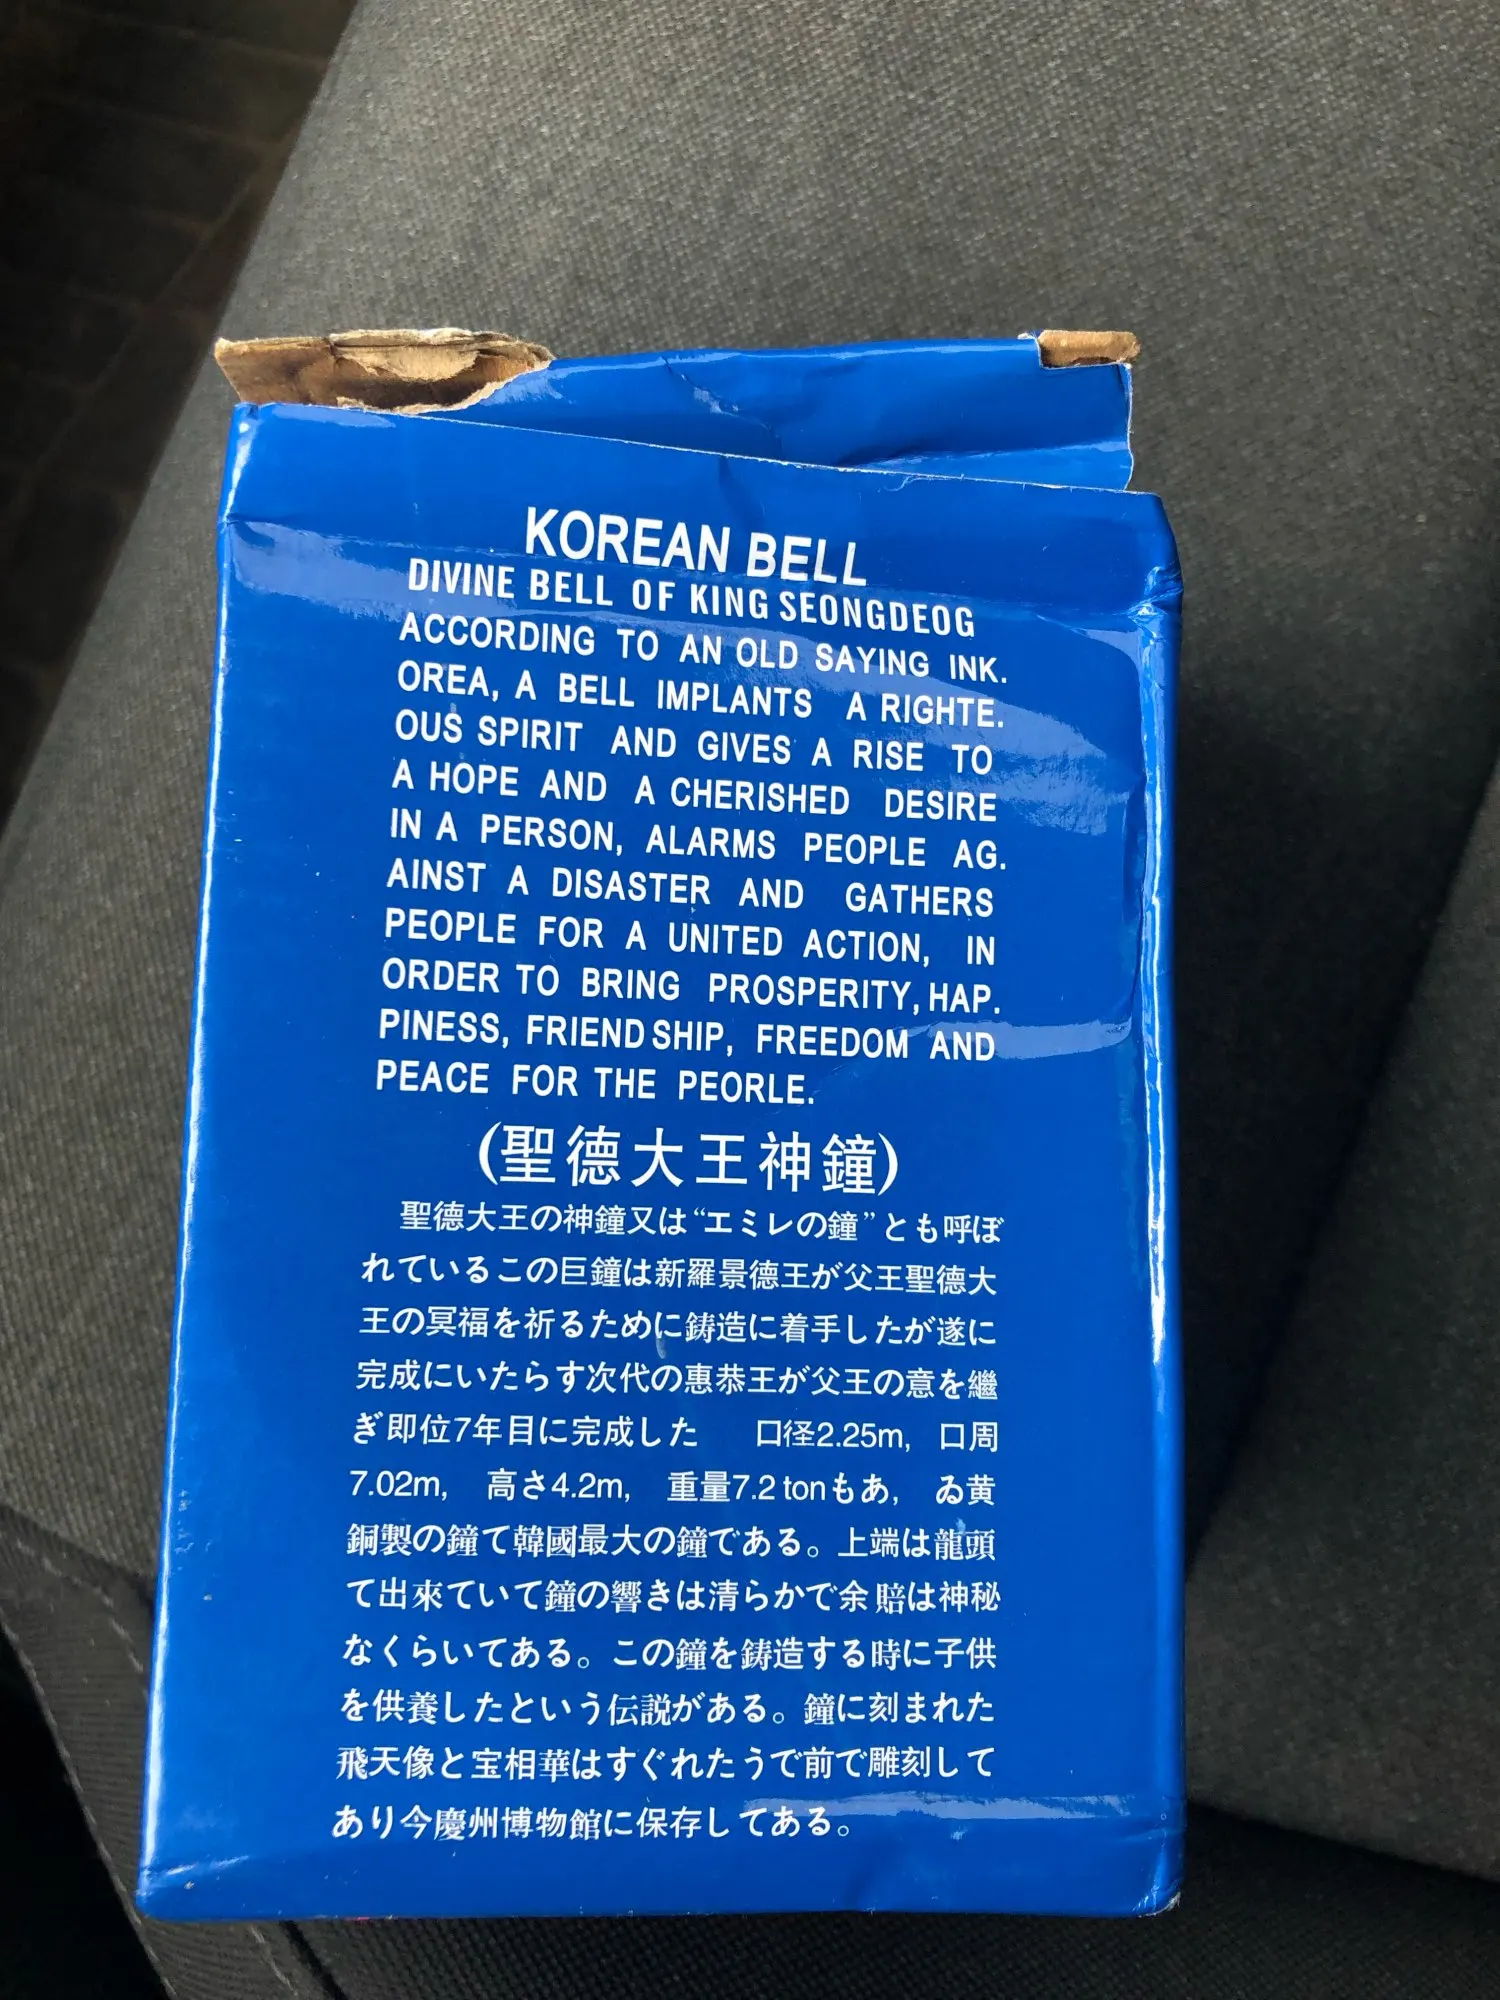 KOREAN BELL
DIVINE BELL OF KING SEONGDEOG
ACCORDING TO AN OLD SAYING INK.
OREA, A BELL IMPLANTS A RIGHTE.
OUS SPIRIT AND GIVES A RISE TO
A HOPE AND A CHERISHED DESIRE
IN A PERSON, ALARMS PEOPLE AG.
AINST A DISASTER AND GATHERS
PEOPLE FOR A UNITED ACTION, IN
ORDER TO BRING PROSPERITY, HAP.
PINESS, FRIEND SHIP, FREEDOM AND
PEACE FOR THE PEORLE.
(聖德大王神鐘)
聖德大王の神鐘又は“エミレの鐘”とも呼ぼ
れているこの巨鐘は新羅景德王が父王聖德大
王の冥福を祈るために鋳造に着手したが遂に
完成にいたらす次代の惠恭王が父王の意を繼
ぎ即位7年目に完成した 口径2.25m, 口周
7.02m, 高さ4.2m, 重量7.2 tonもあ, ゐ黄
銅製の鐘て韓國最大の鐘である。上端は龍頭
て出來ていて鐘の響きは清らかで余賠は神秘
なくらいてある。この鐘を鋳造する時に子供
を供養したという伝説がある。鐘に刻まれた
飛天像と宝相華はすぐれたうで前で雕刻して
あり今慶州博物館に保存してある。